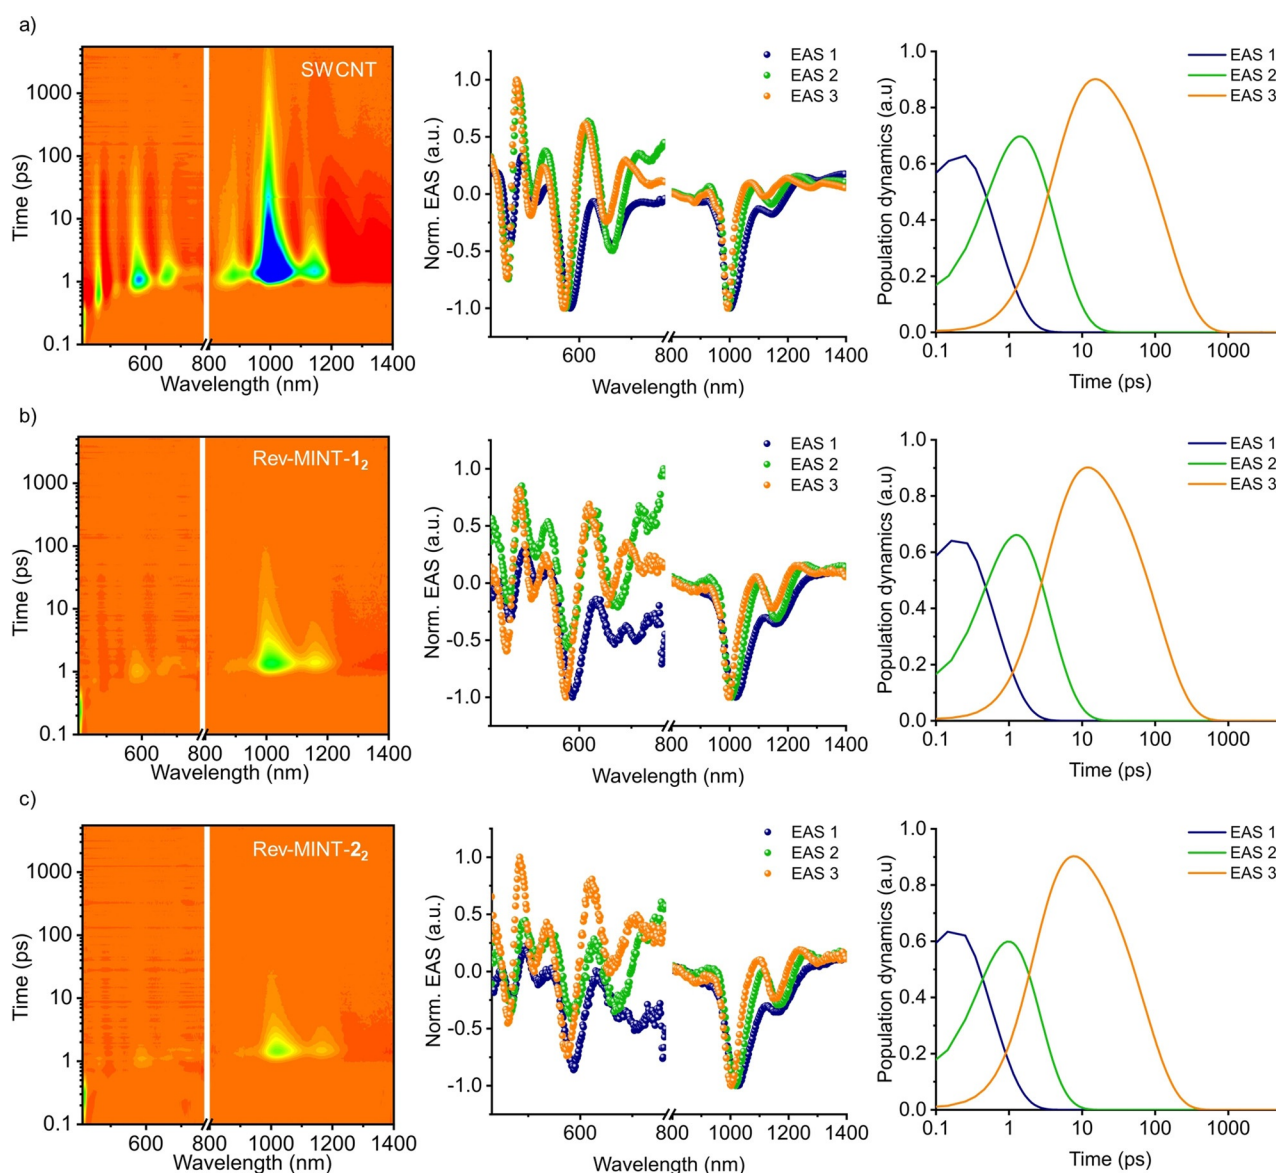 a)
SWCNT
Time (ps)
1000
100
10
1
0.1
600
800
1000
1200
1400
Wavelength (nm)
EAS 1
EAS 2
EAS 3
Norm. EAS (a.u.)
1.0
0.5
0.0
-0.5
-1.0
600
800
800
1000
1200
1400
Wavelength (nm)
EAS 1
EAS 2
EAS 3
Population dynamics (a.u)
1.0
0.8
0.6
0.4
0.2
0.0
0.1
1
10
100
1000
Time (ps)
b)
Rev-MINT-1₂
Time (ps)
1000
100
10
1
0.1
600
800
1000
1200
1400
Wavelength (nm)
EAS 1
EAS 2
EAS 3
Norm. EAS (a.u.)
1.0
0.5
0.0
-0.5
-1.0
600
800
800
1000
1200
1400
Wavelength (nm)
EAS 1
EAS 2
EAS 3
Population dynamics (a.u)
1.0
0.8
0.6
0.4
0.2
0.0
0.1
1
10
100
1000
Time (ps)
c)
Rev-MINT-2₂
Time (ps)
1000
100
10
1
0.1
600
800
1000
1200
1400
Wavelength (nm)
EAS 1
EAS 2
EAS 3
Norm. EAS (a.u.)
1.0
0.5
0.0
-0.5
-1.0
600
800
800
1000
1200
1400
Wavelength (nm)
EAS 1
EAS 2
EAS 3
Population dynamics (a.u)
1.0
0.8
0.6
0.4
0.2
0.0
0.1
1
10
100
1000
Time (ps)